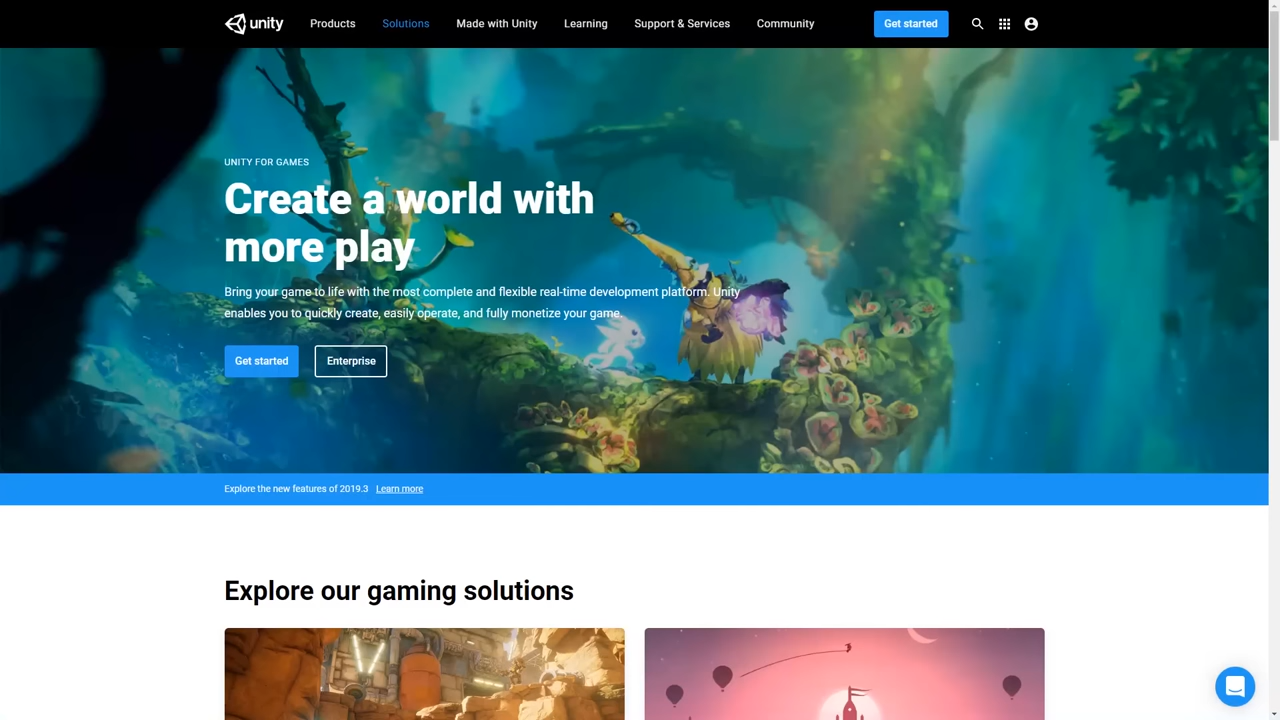 unity Products Solutions Made with Unity Learning Support & Services Community Get started
UNITY FOR GAMES
Create a world with
more play
Bring your game to life with the most complete and flexible real-time development platform. Unity
enables you to quickly create, easily operate, and fully monetize your game.
Get started Enterprise
Explore the new features of 2019.3 Learn more
Explore our gaming solutions